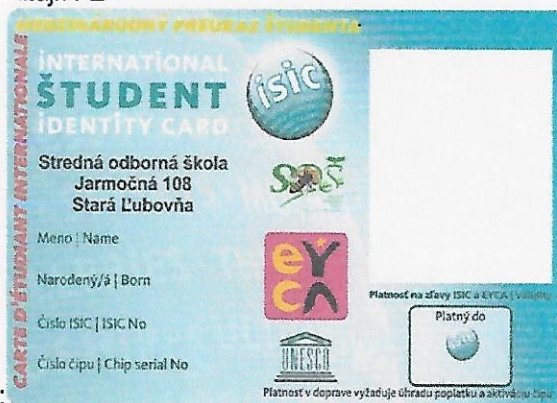 MEDZINÁRODNÝ PREUKAZ ŠTUDENTA
INTERNATIONAL
ŠTUDENT
IDENTITY CARD
isic
CARTE D'ÉTUDIANT INTERNATIONALE
Stredná odborná škola
Jarmočná 108
Stará Ľubovňa
SOŠ
Meno | Name
Narodený/á | Born
Číslo ISIC | ISIC No
Číslo čipu | Chip serial No
eYCA
UNESCO
Platnosť na zľavy ISIC a EYCA | Validity
Platný do
isic
Platnosť v doprave vyžaduje úhradu poplatku a aktiváciu čipu